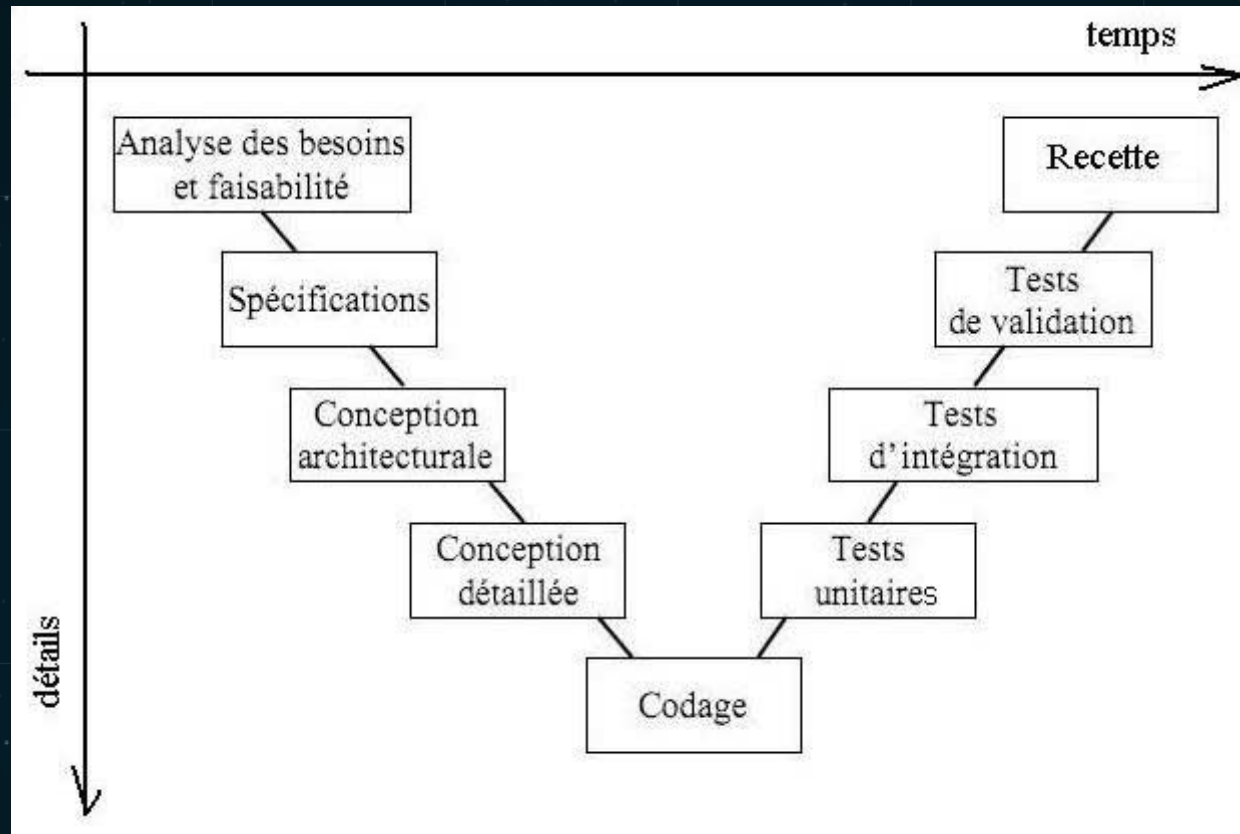 temps
Analyse des besoins
et faisabilité
Recette
Spécifications
Tests
de validation
Conception
architecturale
Tests
d’intégration
Conception
détaillée
Tests
unitaires
Codage
détails